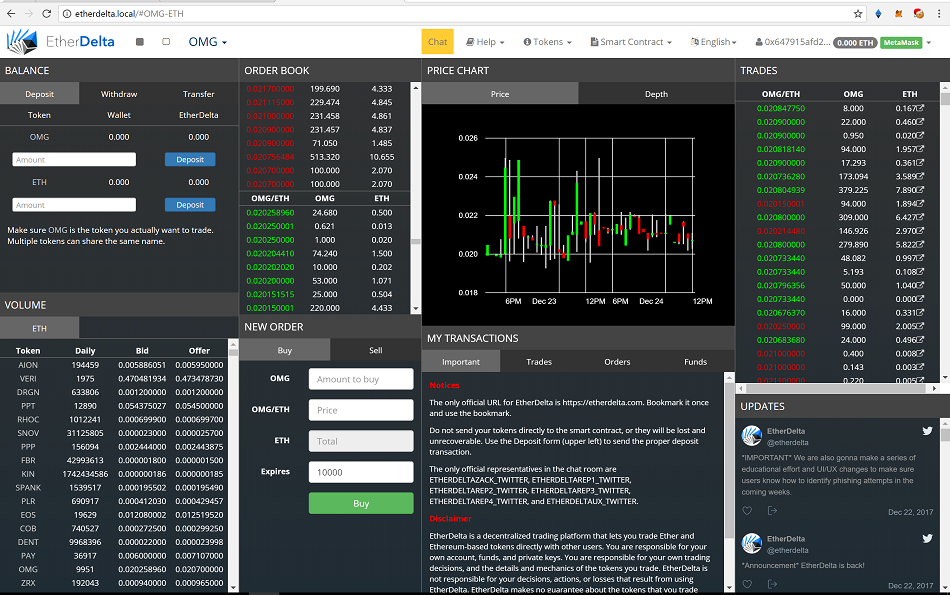 etherdelta.local/#OMG-ETH
EtherDelta
OMG
Chat
Help
Tokens
Smart Contract
English
0x647915afd2...
0.000 ETH
MetaMask
BALANCE
Deposit Withdraw Transfer
Token Wallet EtherDelta
OMG 0.000 0.000
Amount Deposit
ETH 0.000 0.000
Amount Deposit
Make sure OMG is the token you actually want to trade.
Multiple tokens can share the same name.
VOLUME
ETH
Token Daily Bid Offer
AION 194459 0.005886051 0.005950000
VERI 1975 0.470481934 0.473478730
DRGN 633806 0.001200000 0.001200000
PPT 12890 0.054375027 0.054500000
RHOC 1012241 0.000699900 0.000699700
SNOV 31125805 0.000023000 0.000025700
PPP 156094 0.002444000 0.002443875
FBR 42993613 0.000001800 0.000001500
KIN 1742434586 0.000000186 0.000000185
SPANK 1539517 0.000195502 0.000195490
PLR 690917 0.000412030 0.000429457
EOS 19629 0.012080002 0.012519520
COB 740527 0.000272500 0.000299250
DENT 9968396 0.000022000 0.000023998
PAY 36917 0.006000000 0.007107000
OMG 9951 0.020258960 0.020700000
ZRX 192043 0.000940000 0.000965000
ORDER BOOK
0.021700000 199.690 4.333
0.021115000 229.474 4.845
0.021000000 231.458 4.861
0.020902000 231.457 4.837
0.020902000 71.050 1.485
0.020756484 513.320 10.655
0.020700000 100.000 2.070
0.020700000 100.000 2.070
OMG/ETH OMG ETH
0.020258960 24.680 0.500
0.020250001 0.621 0.013
0.020250000 1.000 0.020
0.020204410 74.240 1.500
0.020202020 10.000 0.202
0.020200000 53.000 1.071
0.020151515 25.000 0.504
0.020150001 220.000 4.433
NEW ORDER
Buy Sell
OMG Amount to buy
OMG/ETH Price
ETH Total
Expires 10000
Buy
PRICE CHART
Price Depth
0.026
0.024
0.022
0.020
0.018
6PM Dec 23 12PM 6PM Dec 24 12PM
MY TRANSACTIONS
Important Trades Orders Funds
Notices
The only official URL for EtherDelta is https://etherdelta.com. Bookmark it once
and use the bookmark.
Do not send your tokens directly to the smart contract, or they will be lost and
unrecoverable. Use the Deposit form (upper left) to send the proper deposit
transaction.
The only official representatives in the chat room are
ETHERDELTAZACK_TWITTER, ETHERDELTAREP1_TWITTER,
ETHERDELTAREP2_TWITTER, ETHERDELTAREP3_TWITTER,
ETHERDELTAREP4_TWITTER, and ETHERDELTAUX_TWITTER.
Disclaimer
EtherDelta is a decentralized trading platform that lets you trade Ether and
Ethereum-based tokens directly with other users. You are responsible for your
own account, funds, and private keys. You are responsible for your own trading
decisions, and the details and mechanics of the tokens you trade. EtherDelta is
not responsible for your decisions, actions, or losses that result from using
EtherDelta. EtherDelta makes no guarantee about the tokens that you trade
TRADES
OMG/ETH OMG ETH
0.020847750 8.000 0.167
0.020900000 22.000 0.460
0.020900000 0.950 0.020
0.020818140 94.000 1.957
0.020900000 17.293 0.361
0.020736280 173.094 3.589
0.020804939 379.225 7.890
0.020150001 94.000 1.894
0.020800000 309.000 6.427
0.020214480 146.926 2.970
0.020800000 279.890 5.822
0.020733440 48.082 0.997
0.020733440 5.193 0.108
0.020796356 50.000 1.040
0.020733440 0.000 0.000
0.020676370 16.000 0.331
0.020250000 99.000 2.005
0.020683680 24.000 0.496
0.021000000 0.400 0.008
0.021000000 0.143 0.003
0.021100000 0.220 0.005
UPDATES
EtherDelta
@etherdelta
*IMPORTANT* We are also gonna make a series of
educational effort and UI/UX changes to make sure
users know how to identify phishing attempts in the
coming weeks.
Dec 22, 2017
EtherDelta
@etherdelta
*Announcement* EtherDelta is back!
Dec 22, 2017